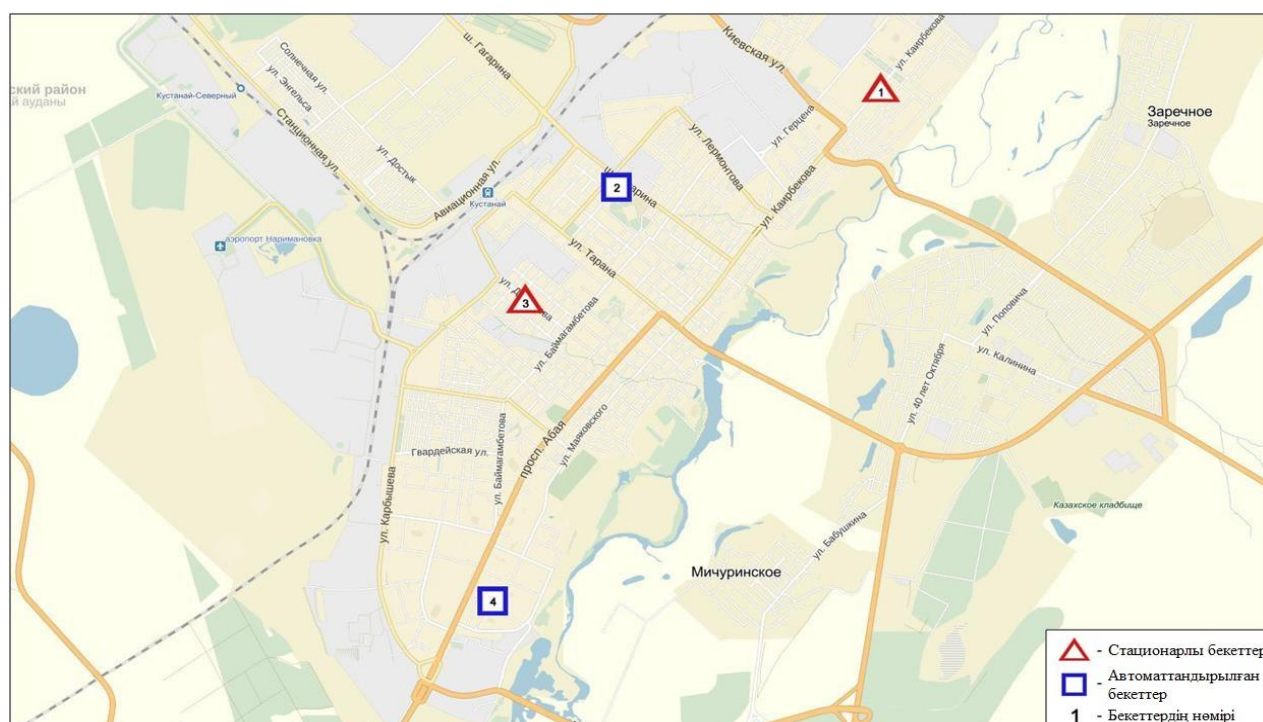 ский район
й ауданы
Кустанай-Северный
Солнечная ул.
ул. Энгельса
Станционная ул.
ул. Достык
ш. Гагарина
Авиационная ул.
Кустанай
аэропорт Наримановка
Киевская ул.
ул. Каирбекова
1
ул. Герцена
ул. Лермонтова
2
ул. Каирбекова
ул. Тарана
3
ул. Баймагамбетова
Заречное
Заречное
ул. Поповича
ул. Калинина
ул. 40 лет Октября
Гвардейская ул.
ул. Баймагамбетова
просп. Абая
ул. Маяковского
ул. Карбышева
4
Мичуринское
ул. Бабушкина
Казахское кладбище
- Стационарлы бекеттер
- Автоматтандырылған
бекеттер
1 - Бекеттердің нөмірі